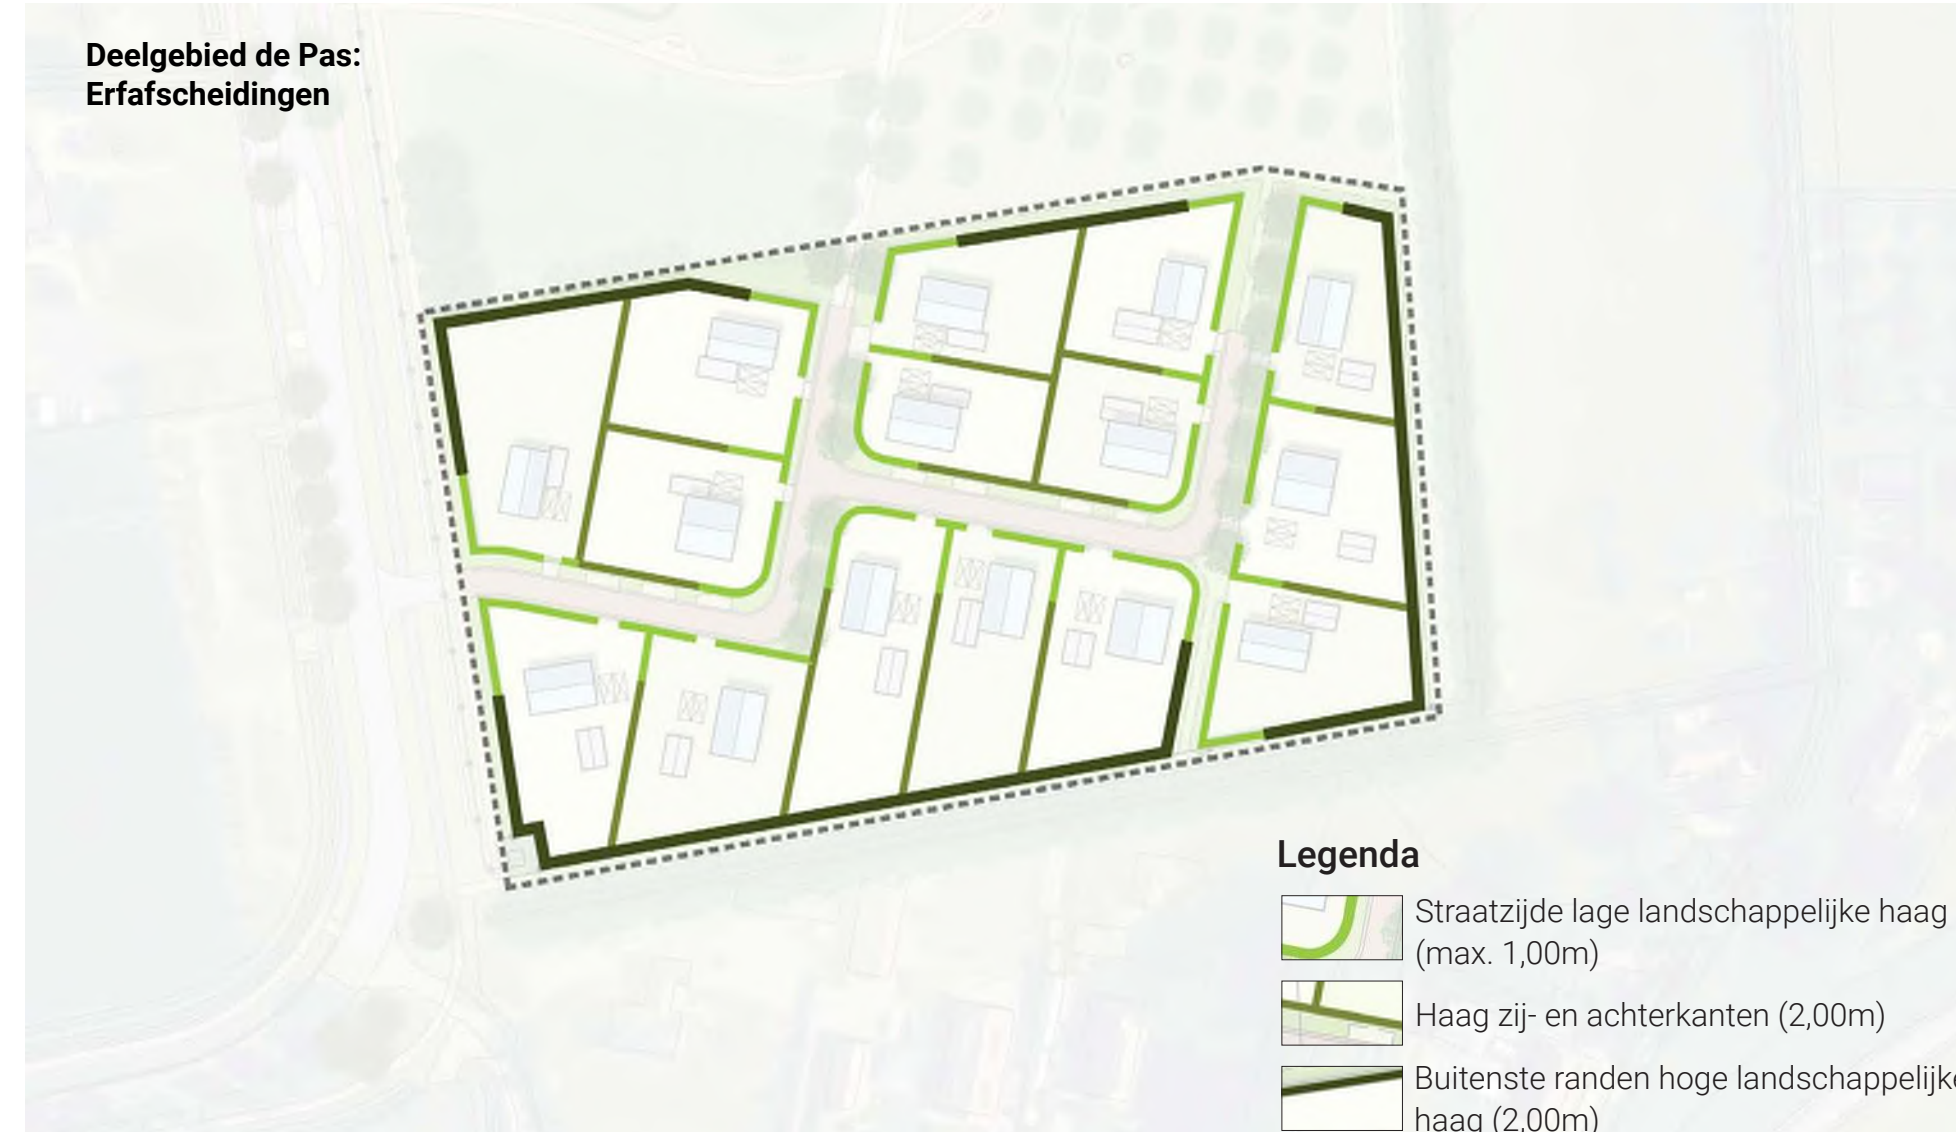 Deelgebied de Pas:
Erfafscheidingen
Legenda
Straatzijde lage landschappelijke haag
(max. 1,00m)
Haag zij- en achterkanten (2,00m)
Buitenste randen hoge landschappelijke
haag (2,00m)